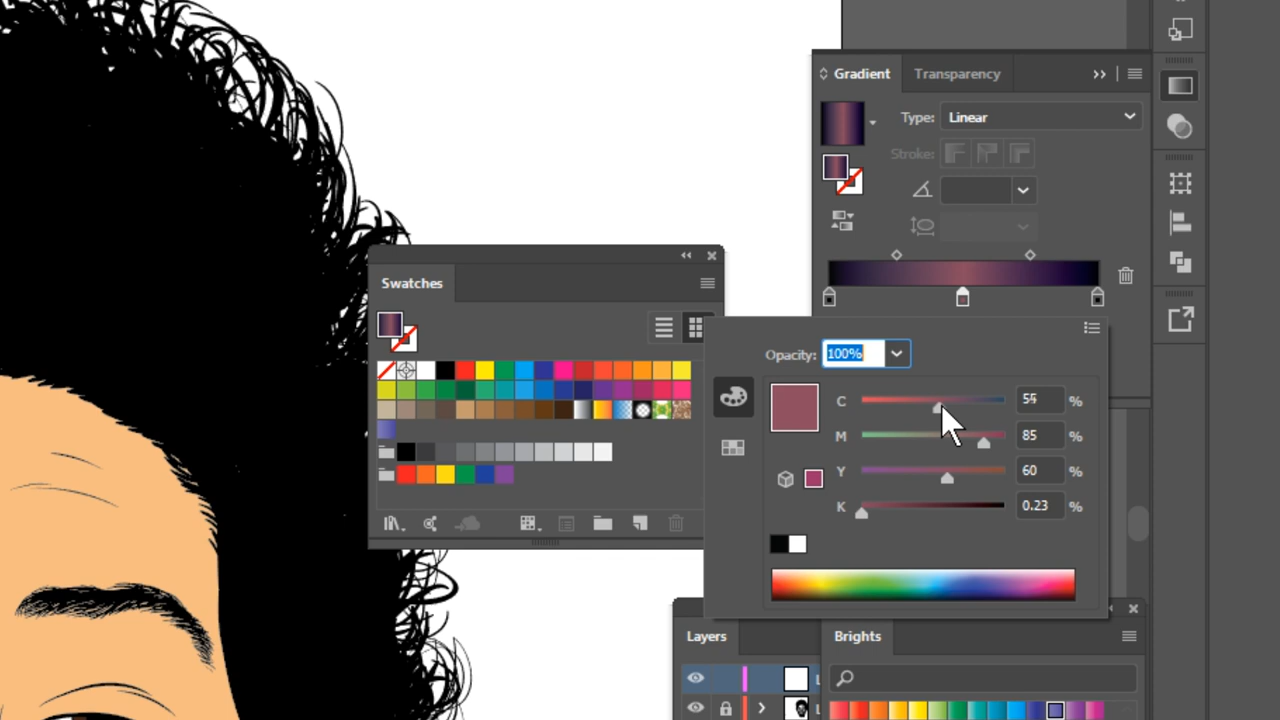 Gradient
Transparency
Type:
Linear
Stroke:
Swatches
Opacity:
100%
C
55
%
M
85
%
Y
60
%
K
0.23
%
Layers
Brights